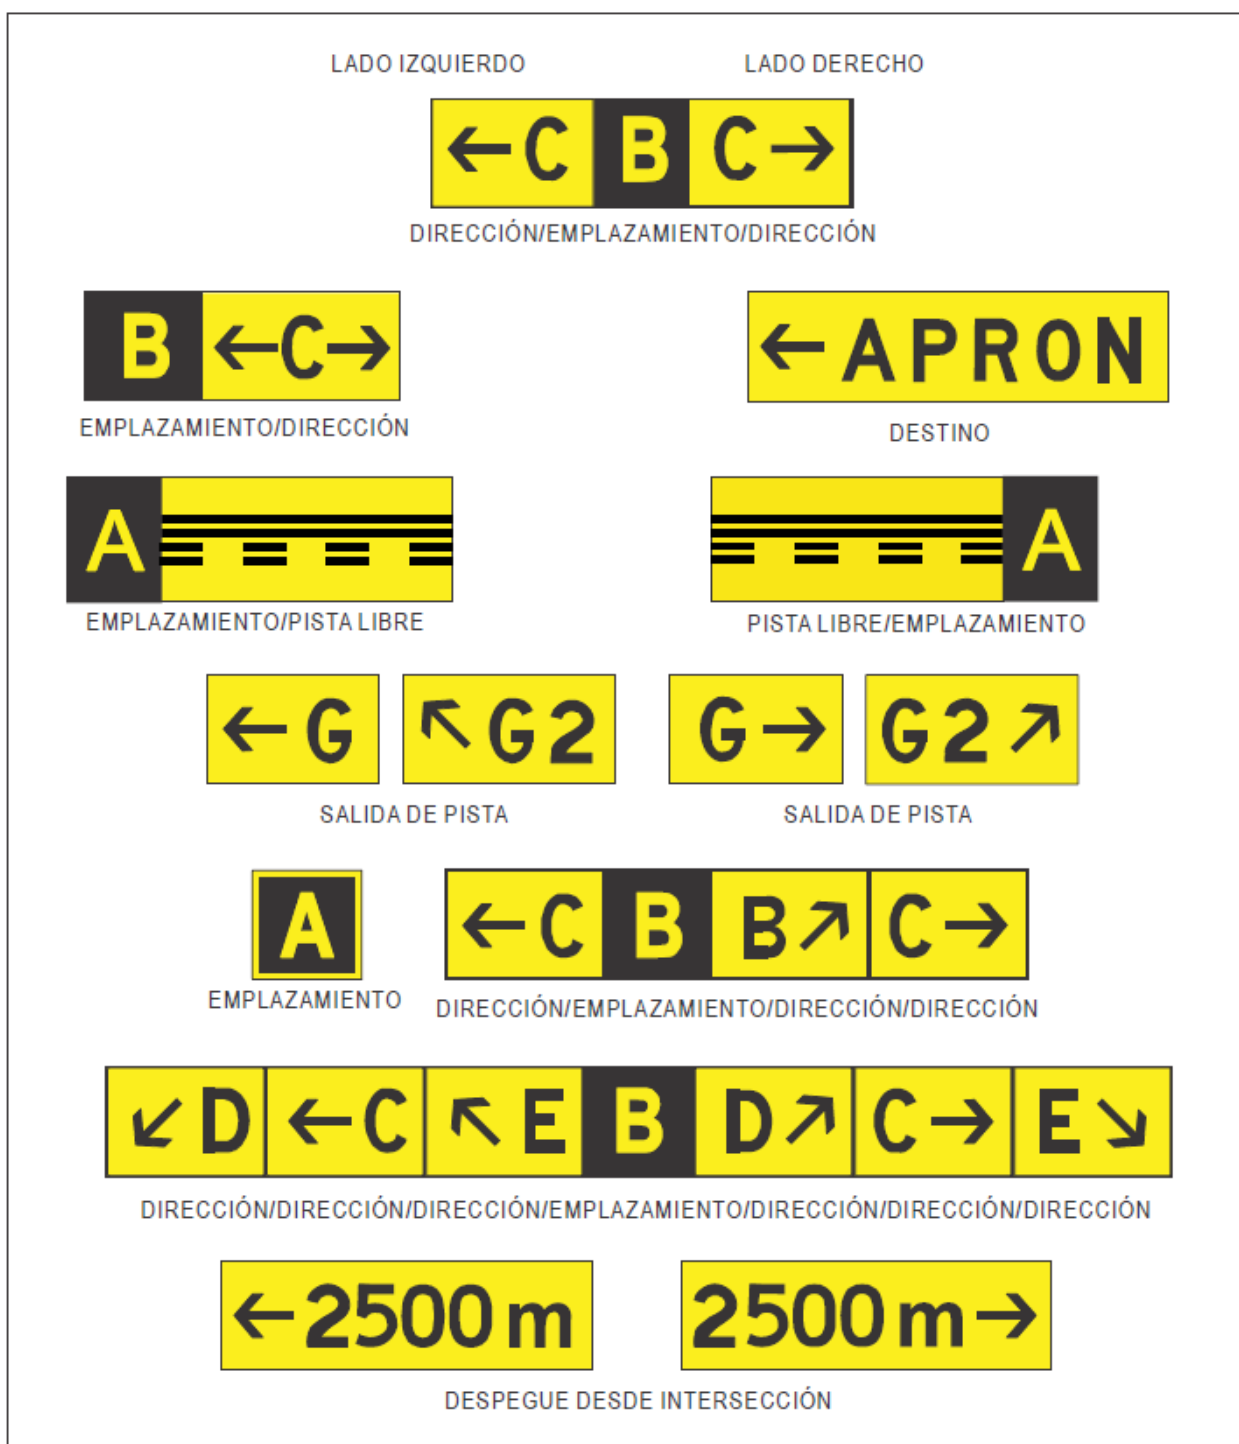 LADO IZQUIERDO LADO DERECHO
←C B C→
DIRECCIÓN/EMPLAZAMIENTO/DIRECCIÓN
B ←C→ ←APRON
EMPLAZAMIENTO/DIRECCIÓN DESTINO
A A
EMPLAZAMIENTO/PISTA LIBRE PISTA LIBRE/EMPLAZAMIENTO
←G ↖G2 G→ G2↗
SALIDA DE PISTA SALIDA DE PISTA
A ←C B B↗ C→
EMPLAZAMIENTO DIRECCIÓN/EMPLAZAMIENTO/DIRECCIÓN/DIRECCIÓN
↙D ←C ↖E B D↗ C→ E↘
DIRECCIÓN/DIRECCIÓN/DIRECCIÓN/EMPLAZAMIENTO/DIRECCIÓN/DIRECCIÓN/DIRECCIÓN
←2500 m 2500 m→
DESPEGUE DESDE INTERSECCIÓN